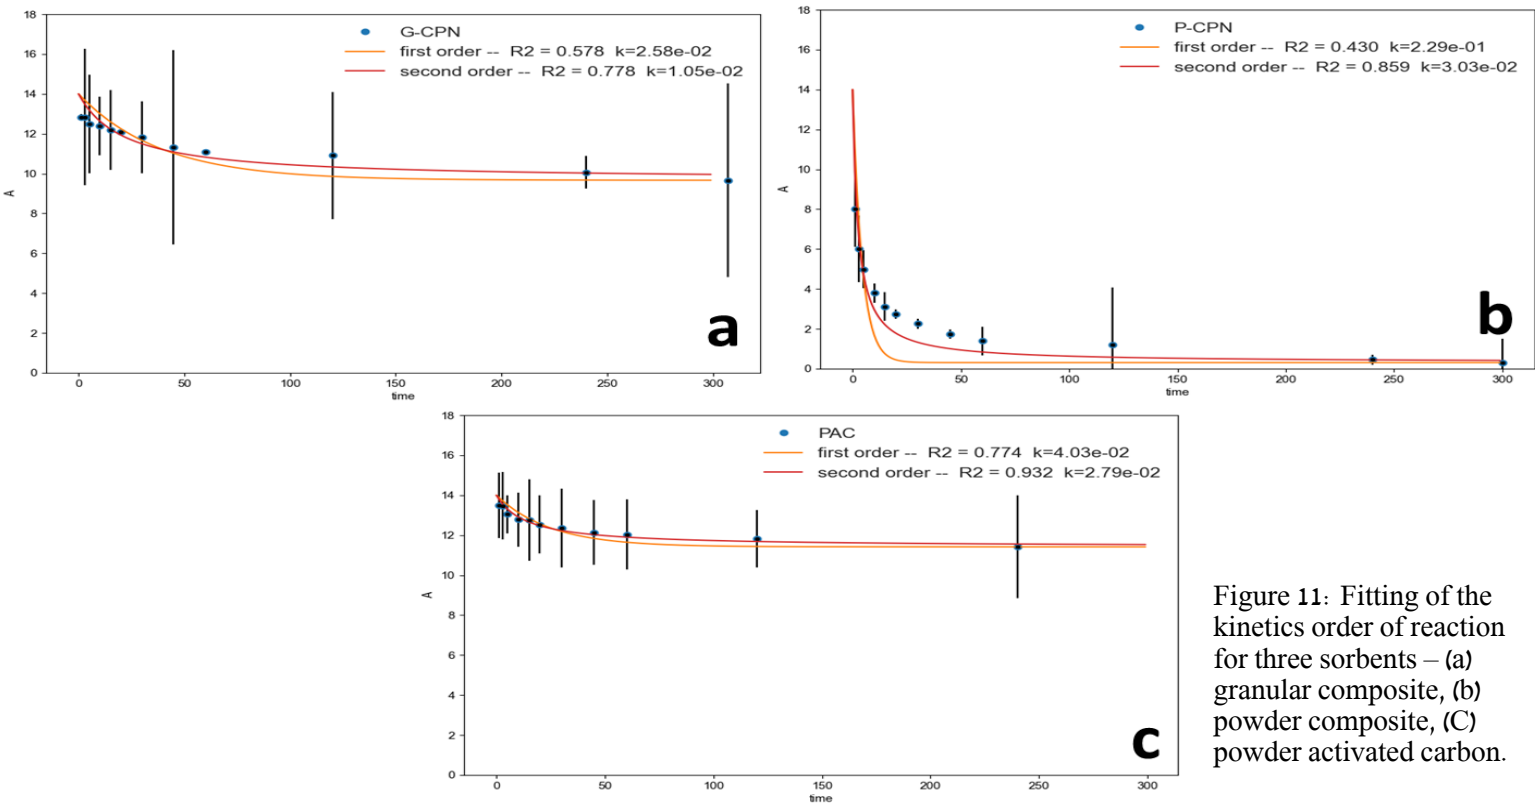 18
16
14
12
10
8
6
4
2
0
A
G-CPN
first order -- R2 = 0.578 k=2.58e-02
second order -- R2 = 0.778 k=1.05e-02
a
0 50 100 150 200 250 300
time
18
16
14
12
10
8
6
4
2
0
A
P-CPN
first order -- R2 = 0.430 k=2.29e-01
second order -- R2 = 0.859 k=3.03e-02
b
0 50 100 150 200 250 300
time
18
16
14
12
10
8
6
4
2
0
A
PAC
first order -- R2 = 0.774 k=4.03e-02
second order -- R2 = 0.932 k=2.79e-02
c
0 50 100 150 200 250 300
time
Figure 11: Fitting of the
kinetics order of reaction
for three sorbents – (a)
granular composite, (b)
powder composite, (C)
powder activated carbon.